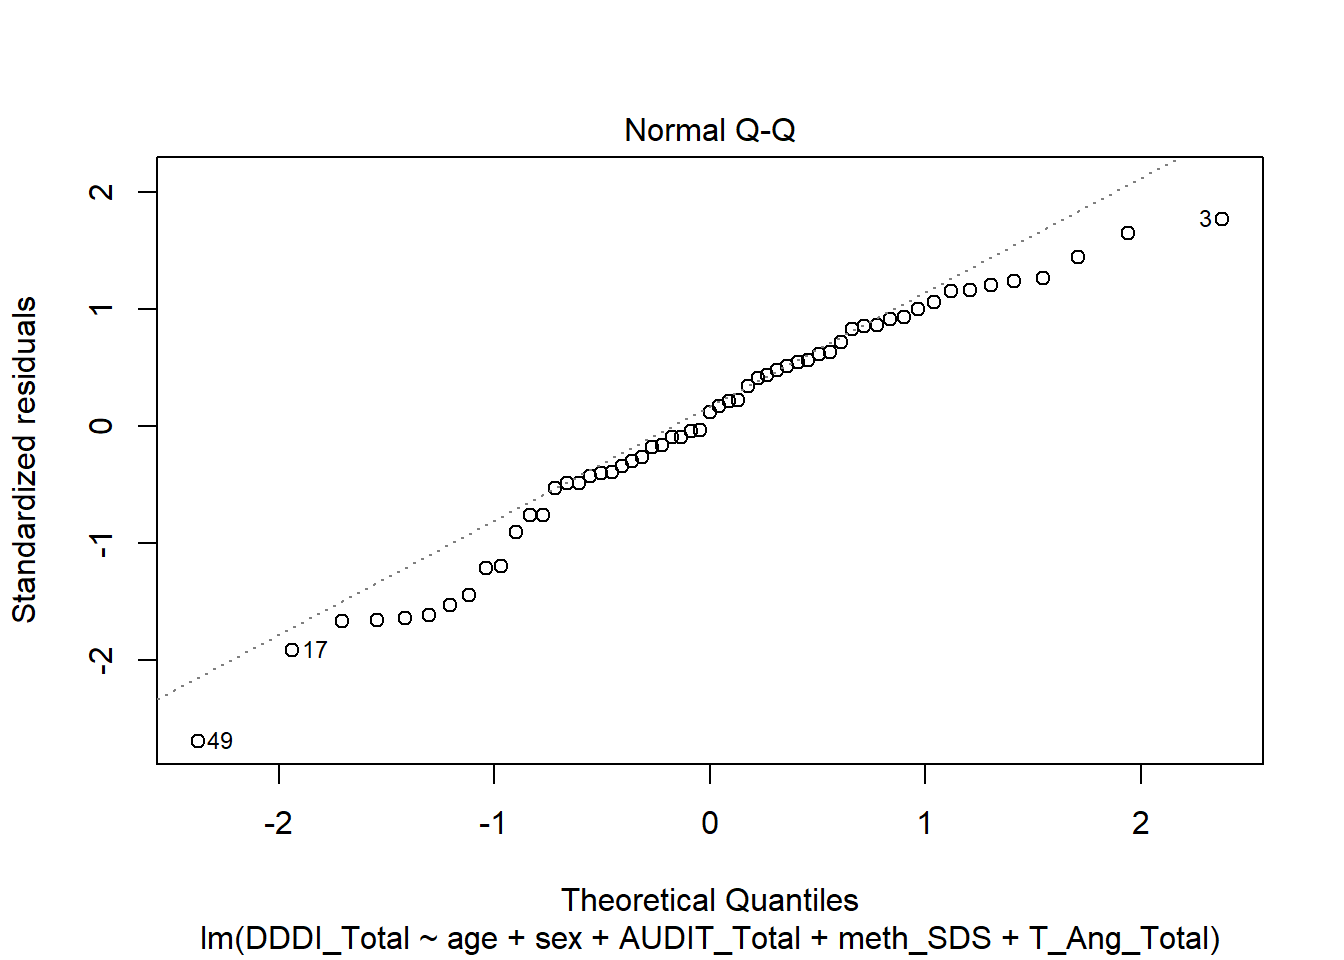 Normal Q-Q
Standardized residuals
2
1
0
-1
-2
3
17
49
-2 -1 0 1 2
Theoretical Quantiles
lm(DDDI_Total ~ age + sex + AUDIT_Total + meth_SDS + T_Ang_Total)